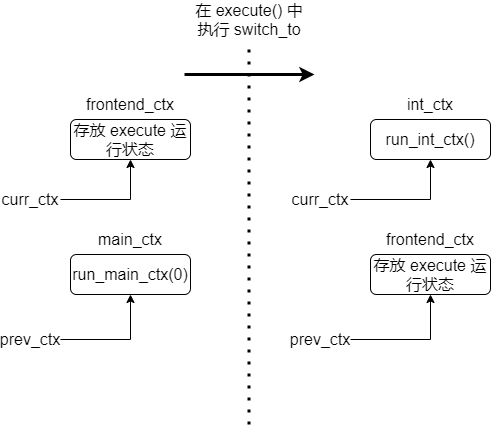 在 execute() 中
执行 switch_to
frontend_ctx
存放 execute 运
行状态
curr_ctx
main_ctx
run_main_ctx(0)
prev_ctx
int_ctx
run_int_ctx()
curr_ctx
frontend_ctx
存放 execute 运
行状态
prev_ctx